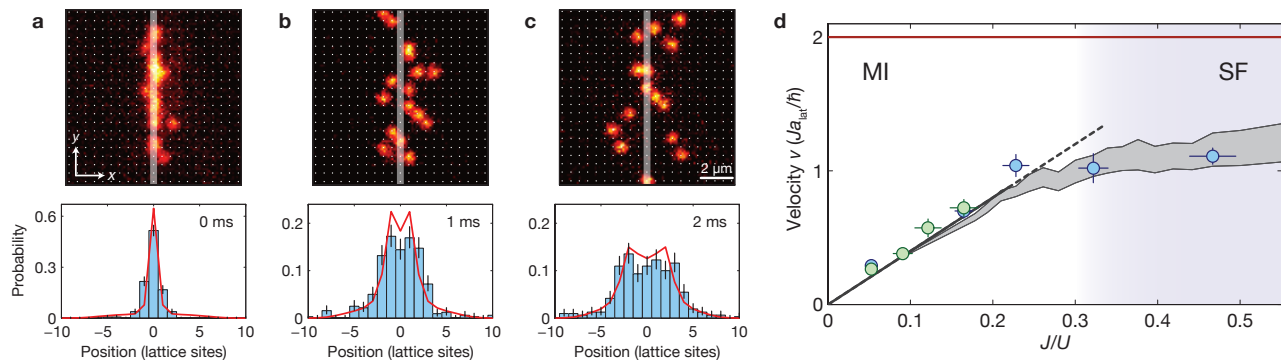 a
y
x
b
c
2 μm
0.6
0.3
0
Probability
0 ms
−10 −5 0 5 10
Position (lattice sites)
0.2
0.1
0
1 ms
−10 −5 0 5 10
Position (lattice sites)
0.2
0.1
0
2 ms
−10 −5 0 5 10
Position (lattice sites)
d
MI
SF
Velocity v (Ja_lat/ħ)
2
1
0
0 0.1 0.2 0.3 0.4 0.5
J/U